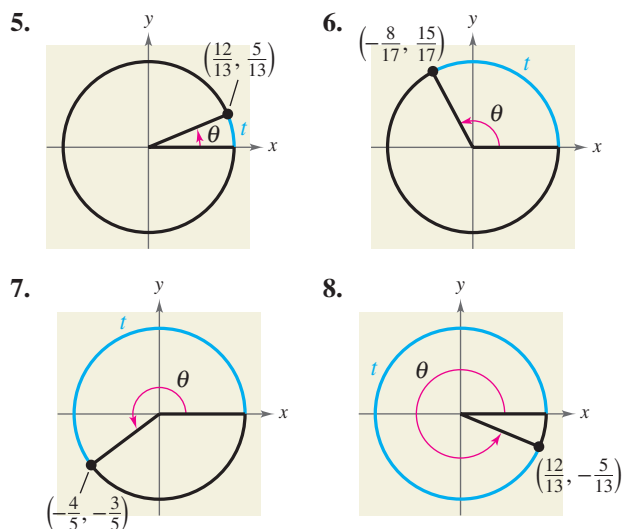 5.
y
(12/13, 5/13)
t
θ
x
6.
y
(-8/17, 15/17)
t
θ
x
7.
y
t
θ
x
(-4/5, -3/5)
8.
y
t
θ
x
(12/13, -5/13)